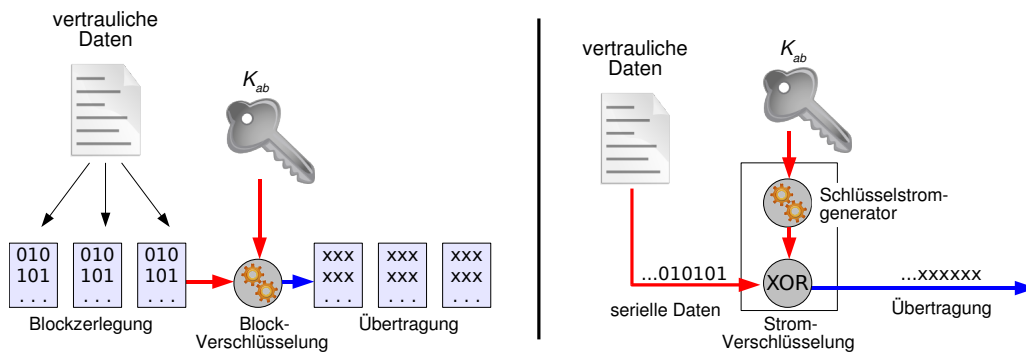 vertrauliche
Daten
K_ab
010
101
...
010
101
...
010
101
...
xxx
xxx
...
xxx
xxx
...
xxx
xxx
...
Blockzerlegung
Block-
Verschlüsselung
Übertragung
vertrauliche
Daten
K_ab
Schlüsselstrom-
generator
...010101
XOR
...xxxxxx
serielle Daten
Strom-
Verschlüsselung
Übertragung